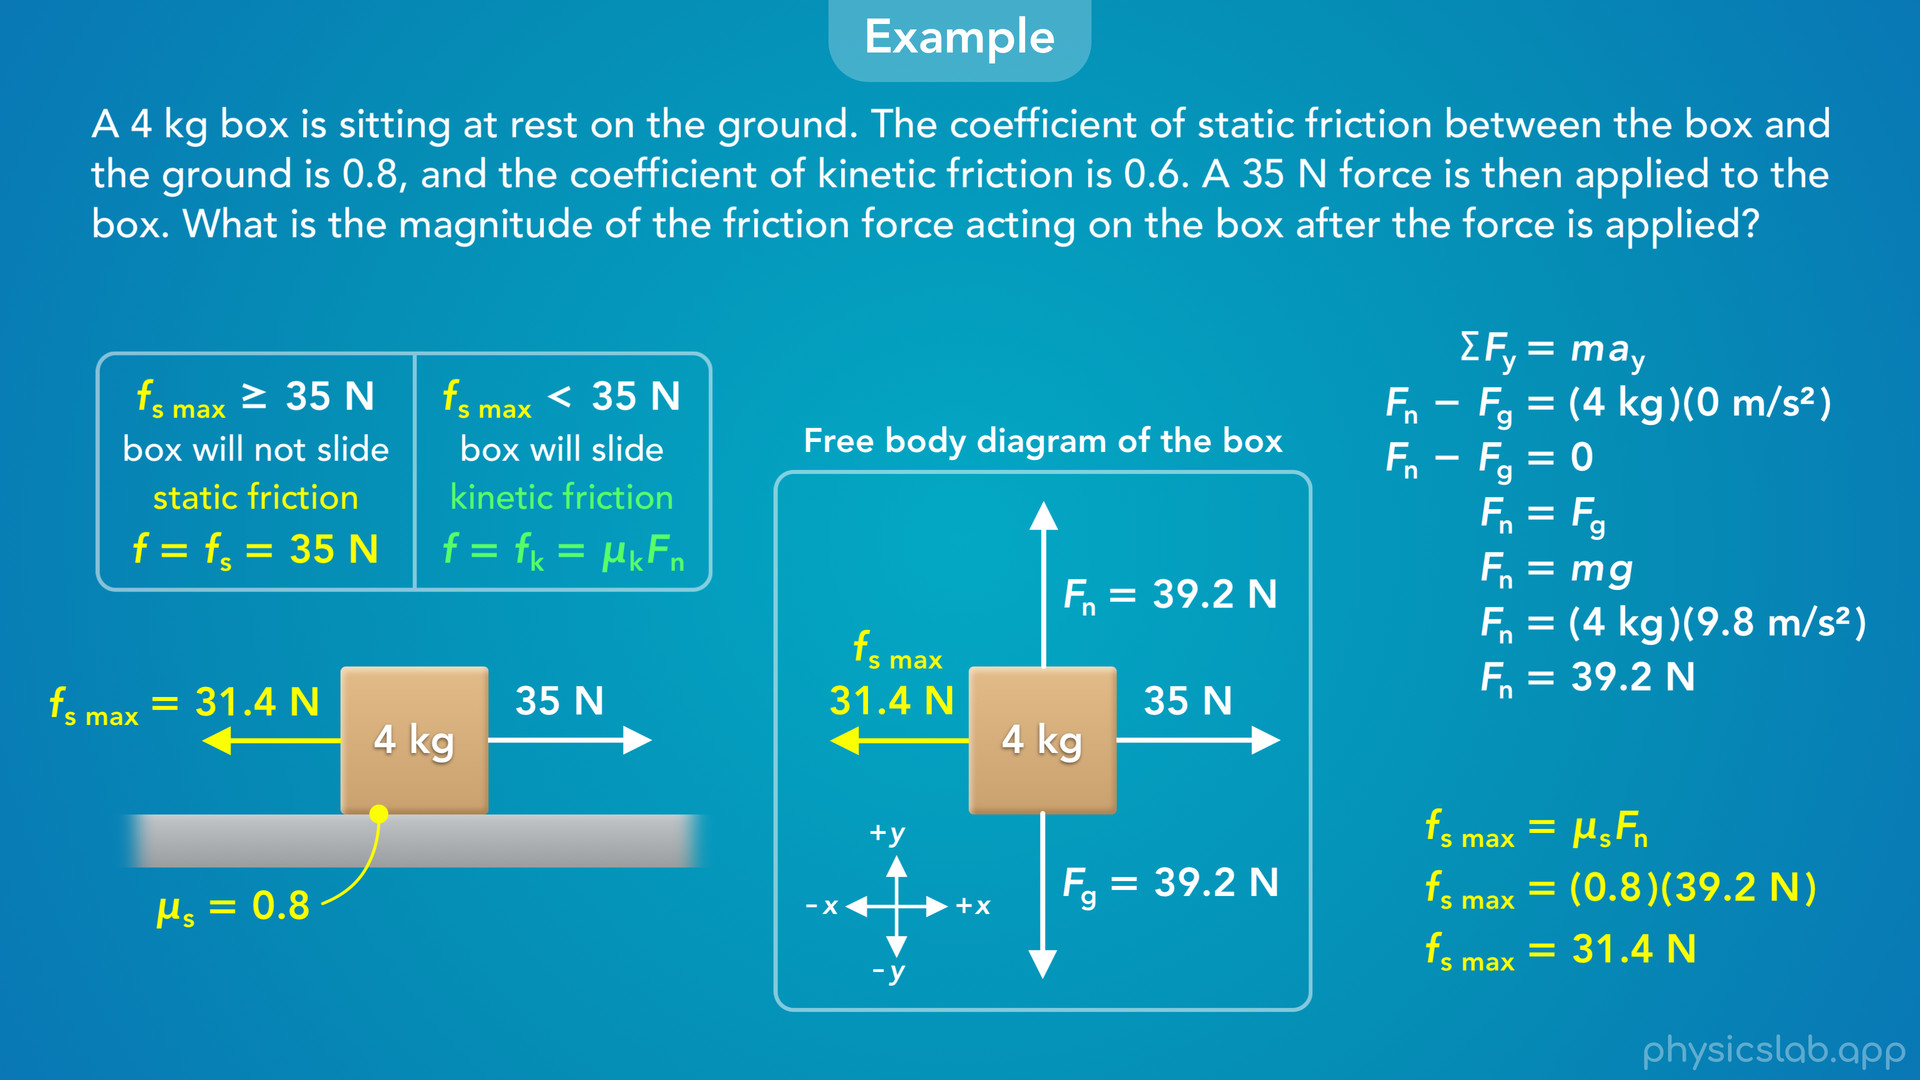 Example
A 4 kg box is sitting at rest on the ground. The coefficient of static friction between the box and
the ground is 0.8, and the coefficient of kinetic friction is 0.6. A 35 N force is then applied to the
box. What is the magnitude of the friction force acting on the box after the force is applied?
fs max ≥ 35 N
box will not slide
static friction
f = fs = 35 N
fs max < 35 N
box will slide
kinetic friction
f = fk = μkFn
fs max = 31.4 N
4 kg
35 N
μs = 0.8
Free body diagram of the box
Fn = 39.2 N
fs max
31.4 N
4 kg
35 N
Fg = 39.2 N
+y
-x
+x
-y
ΣFy = may
Fn − Fg = (4 kg)(0 m/s²)
Fn − Fg = 0
Fn = Fg
Fn = mg
Fn = (4 kg)(9.8 m/s²)
Fn = 39.2 N
fs max = μsFn
fs max = (0.8)(39.2 N)
fs max = 31.4 N
physicslab.app